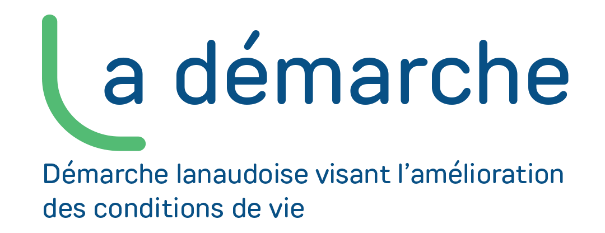 La démarche
Démarche lanaudoise visant l'amélioration
des conditions de vie